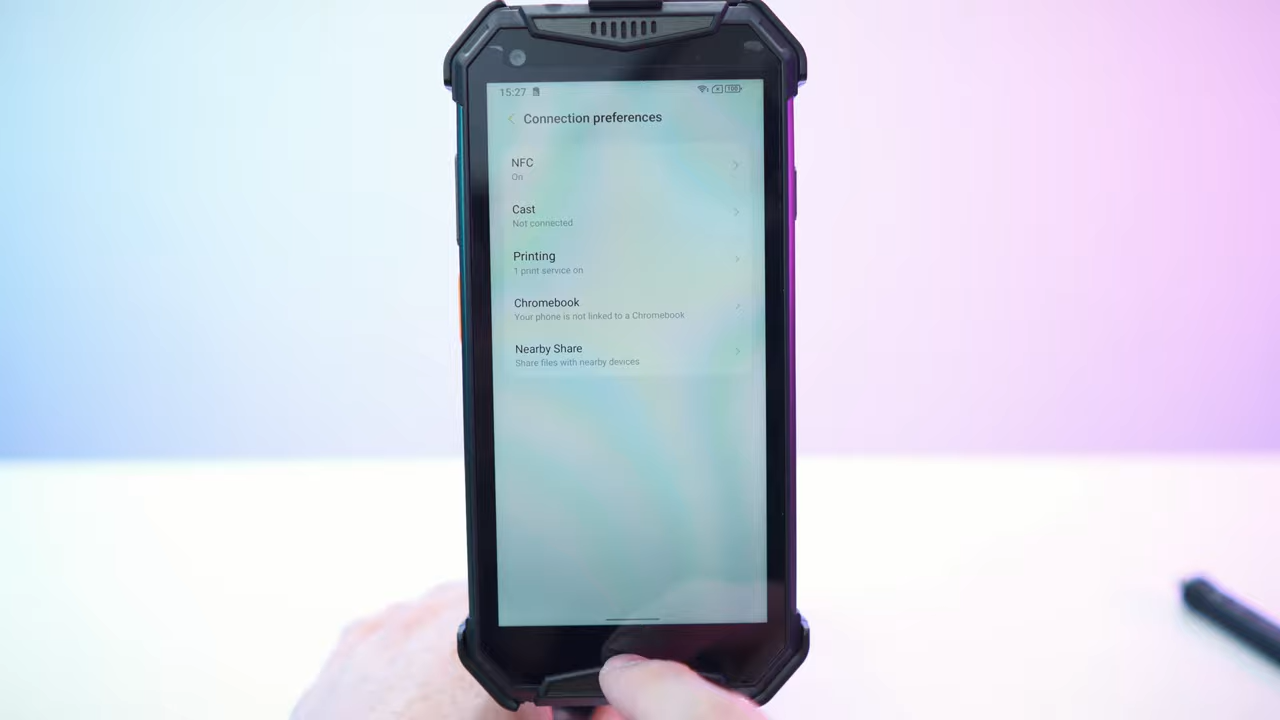 15:27 100
Connection preferences
NFC
On
Cast
Not connected
Printing
1 print service on
Chromebook
Your phone is not linked to a Chromebook
Nearby Share
Share files with nearby devices